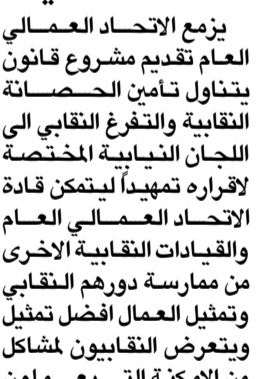 يزمع الاتحاد العمالي
العام تقديم مشروع قانون
يتناول تأمين الحصانة
النقابية والتفرغ النقابي الى
اللجان النيابية المختصة
لاقراره تمهيداً ليتمكن قادة
الاتحاد العمالي العام
والقيادات النقابية الاخرى
من ممارسة دورهم النقابي
وتمثيل العمال افضل تمثيل
ويتعرض النقابيون لمشاكل